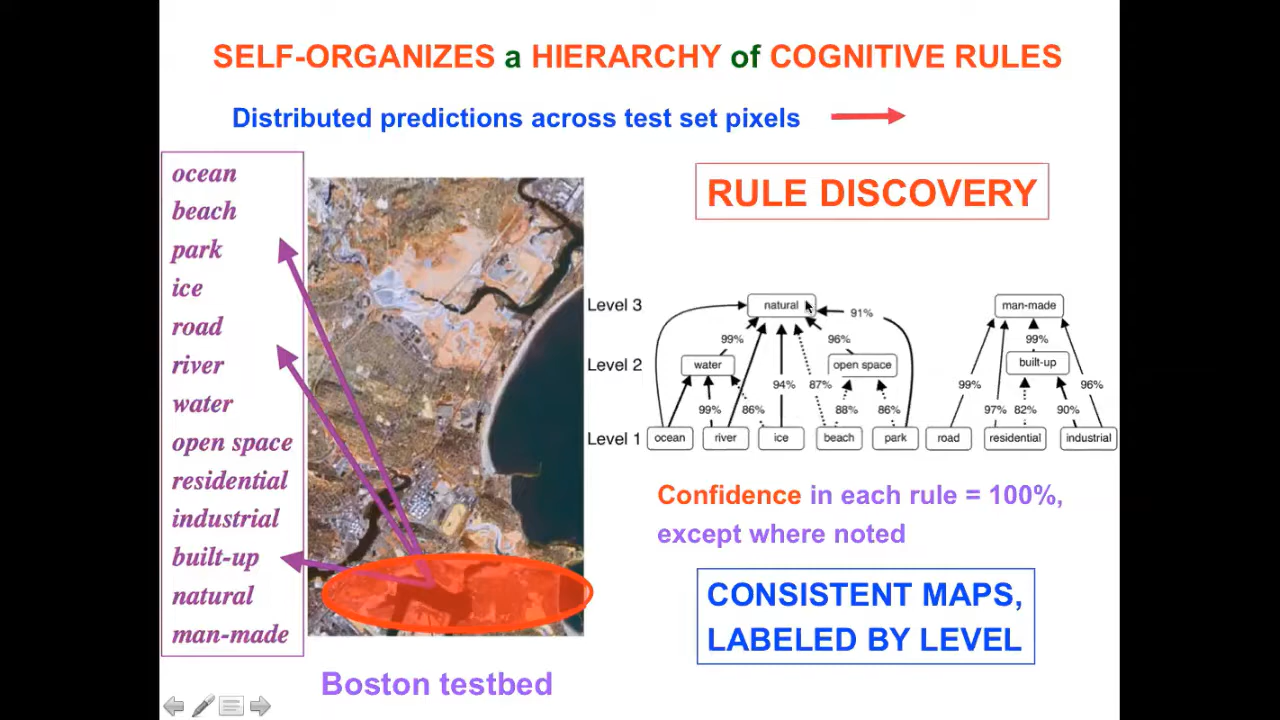 SELF-ORGANIZES a HIERARCHY of COGNITIVE RULES
Distributed predictions across test set pixels
ocean
beach
park
ice
road
river
water
open space
residential
industrial
built-up
natural
man-made
Boston testbed
RULE DISCOVERY
Level 3
natural
91%
man-made
99%
96%
99%
Level 2
water
open space
built-up
94%
87%
99%
96%
99%
86%
88%
86%
97%
82%
90%
Level 1
ocean
river
ice
beach
park
road
residential
industrial
Confidence in each rule = 100%,
except where noted
CONSISTENT MAPS,
LABELED BY LEVEL